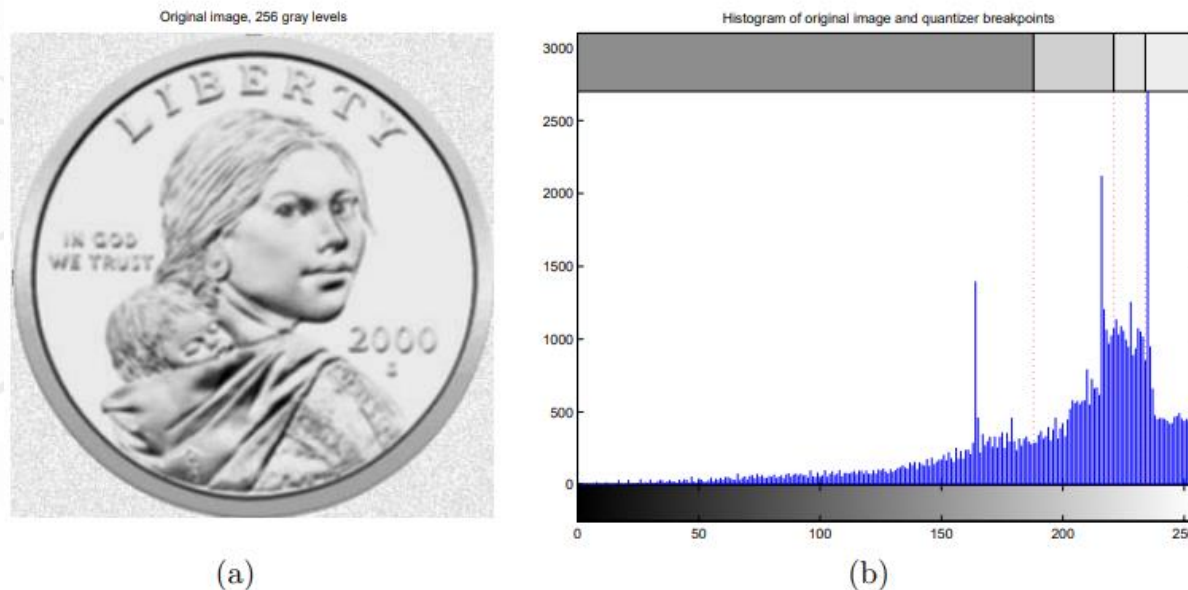 Original image, 256 gray levels
LIBERTY
IN GOD
WE TRUST
2000
S
(a)
Histogram of original image and quantizer breakpoints
3000
2500
2000
1500
1000
500
0
0 50 100 150 200 250
(b)